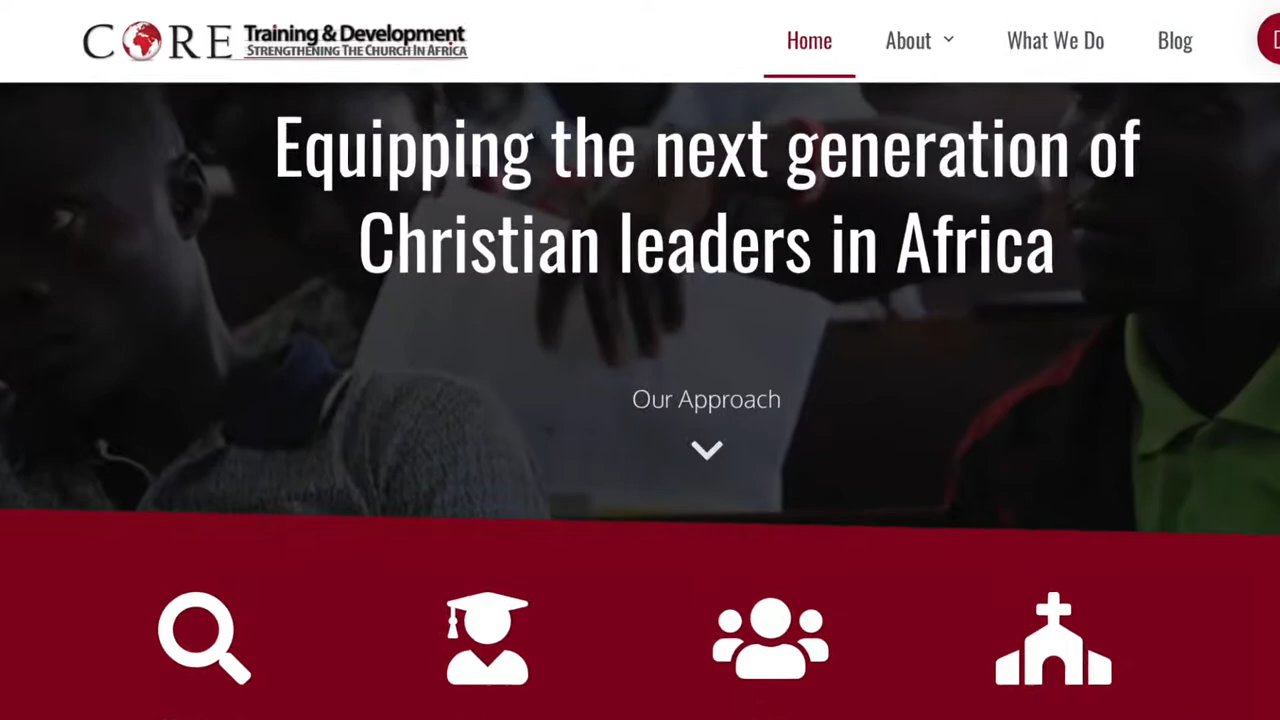 CORE Training & Development
STRENGTHENING THE CHURCH IN AFRICA
Home About What We Do Blog
Equipping the next generation of
Christian leaders in Africa
Our Approach